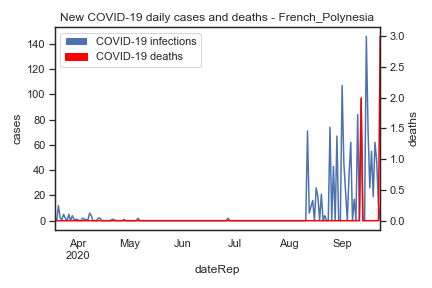 New COVID-19 daily cases and deaths - French_Polynesia
COVID-19 infections
COVID-19 deaths
140
120
100
80
60
40
20
0
cases
3.0
2.5
2.0
1.5
1.0
0.5
0.0
deaths
Apr May Jun Jul Aug Sep
2020
dateRep